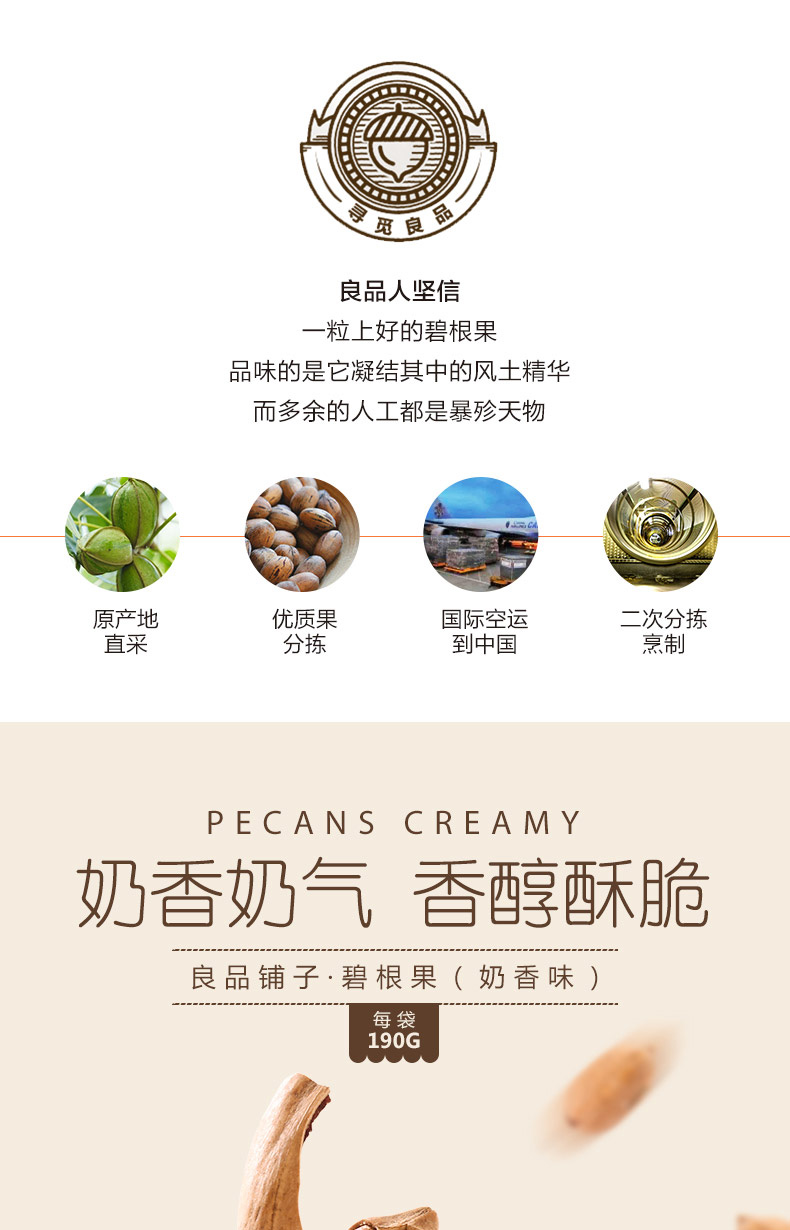 寻觅良品
良品人坚信
一粒上好的碧根果
品味的是它凝结其中的风土精华
而多余的人工都是暴殄天物
原产地
直采
优质果
分拣
国际空运
到中国
二次分拣
烹制
PECANS CREAMY
奶香奶气 香醇酥脆
良品铺子·碧根果（奶香味）
每袋
190G